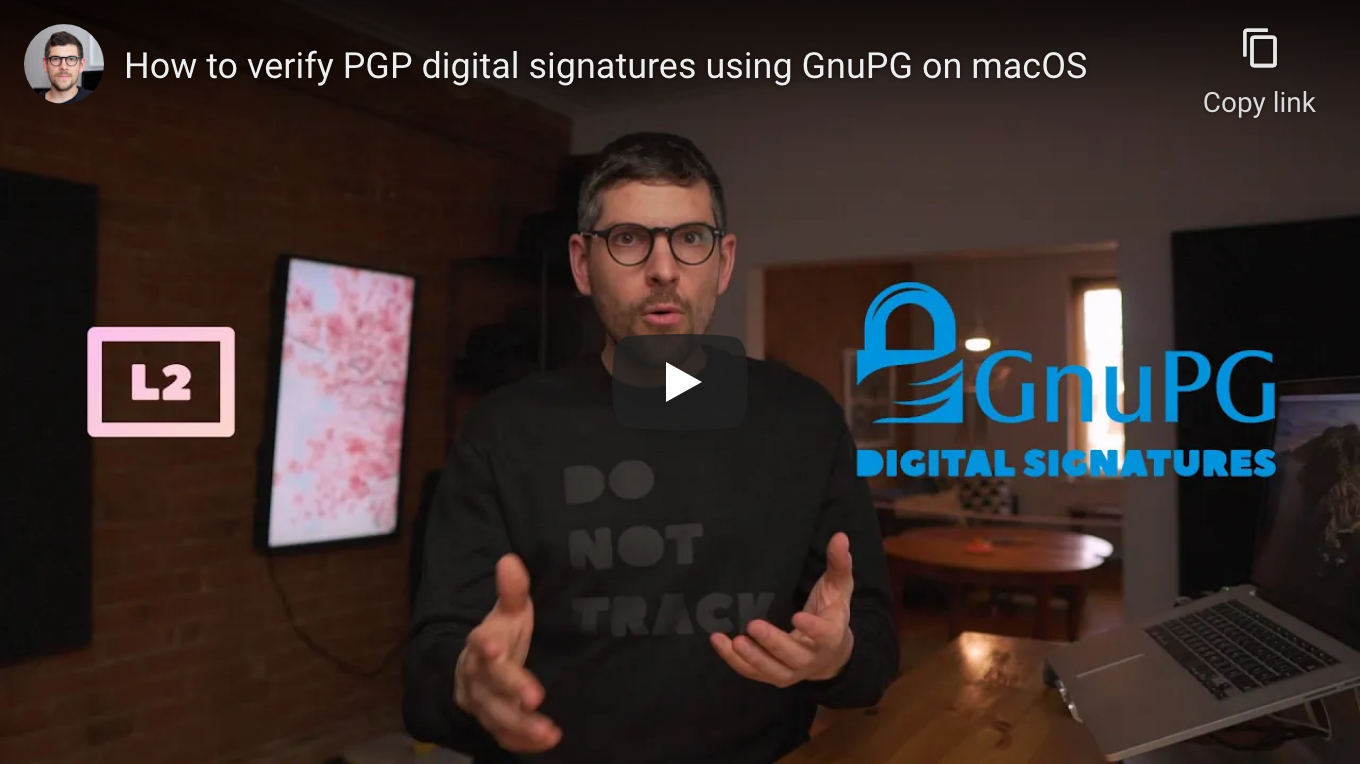 How to verify PGP digital signatures using GnuPG on macOS
Copy link
L2
GnuPG
DIGITAL SIGNATURES
DO
NOT
TRACK